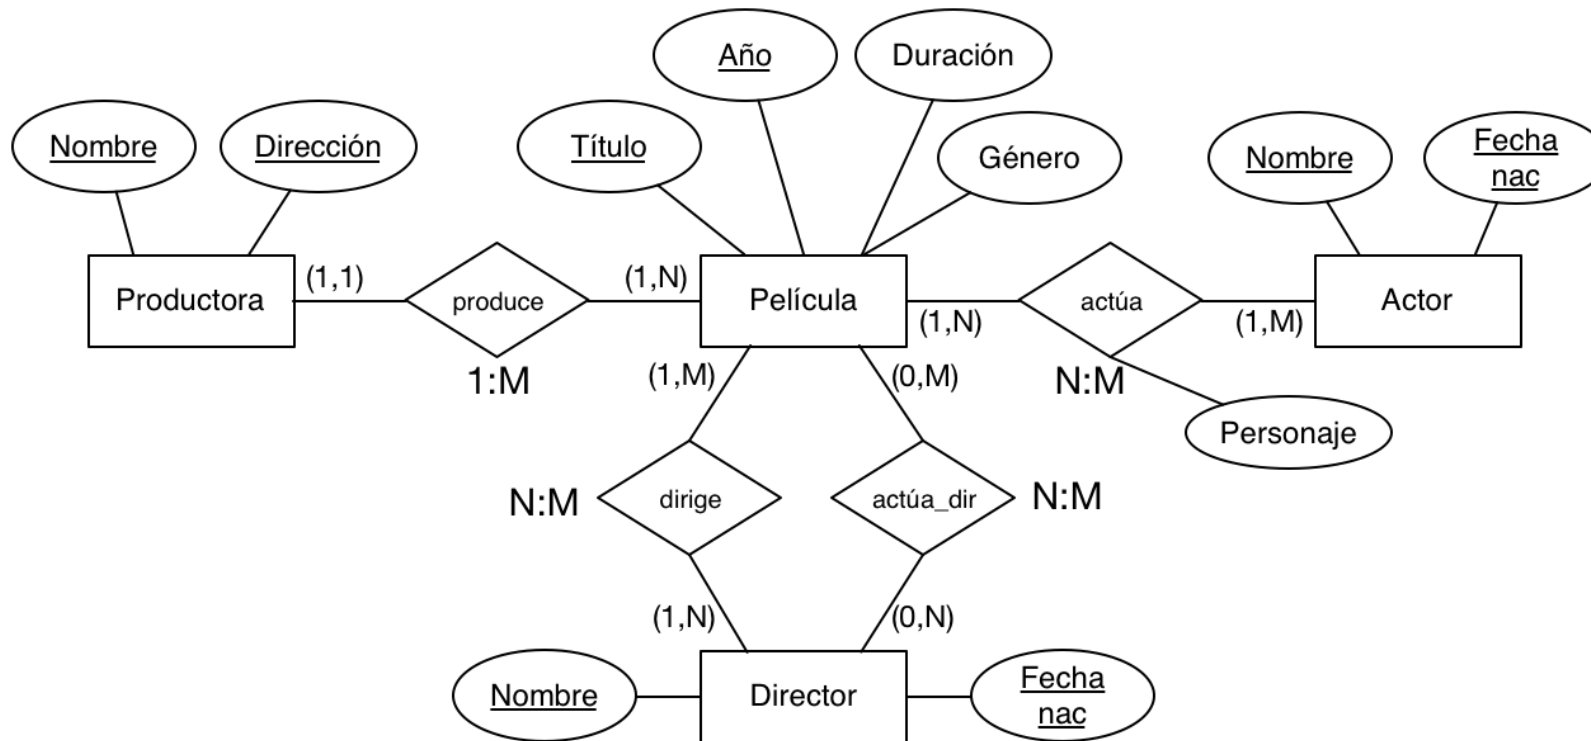 Año
Duración
Nombre
Dirección
Título
Género
Nombre
Fecha
nac
Productora
(1,1)
produce
(1,N)
Película
(1,N)
actúa
(1,M)
Actor
1:M
(1,M)
(0,M)
N:M
Personaje
N:M
dirige
actúa_dir
N:M
(1,N)
(0,N)
Nombre
Director
Fecha
nac